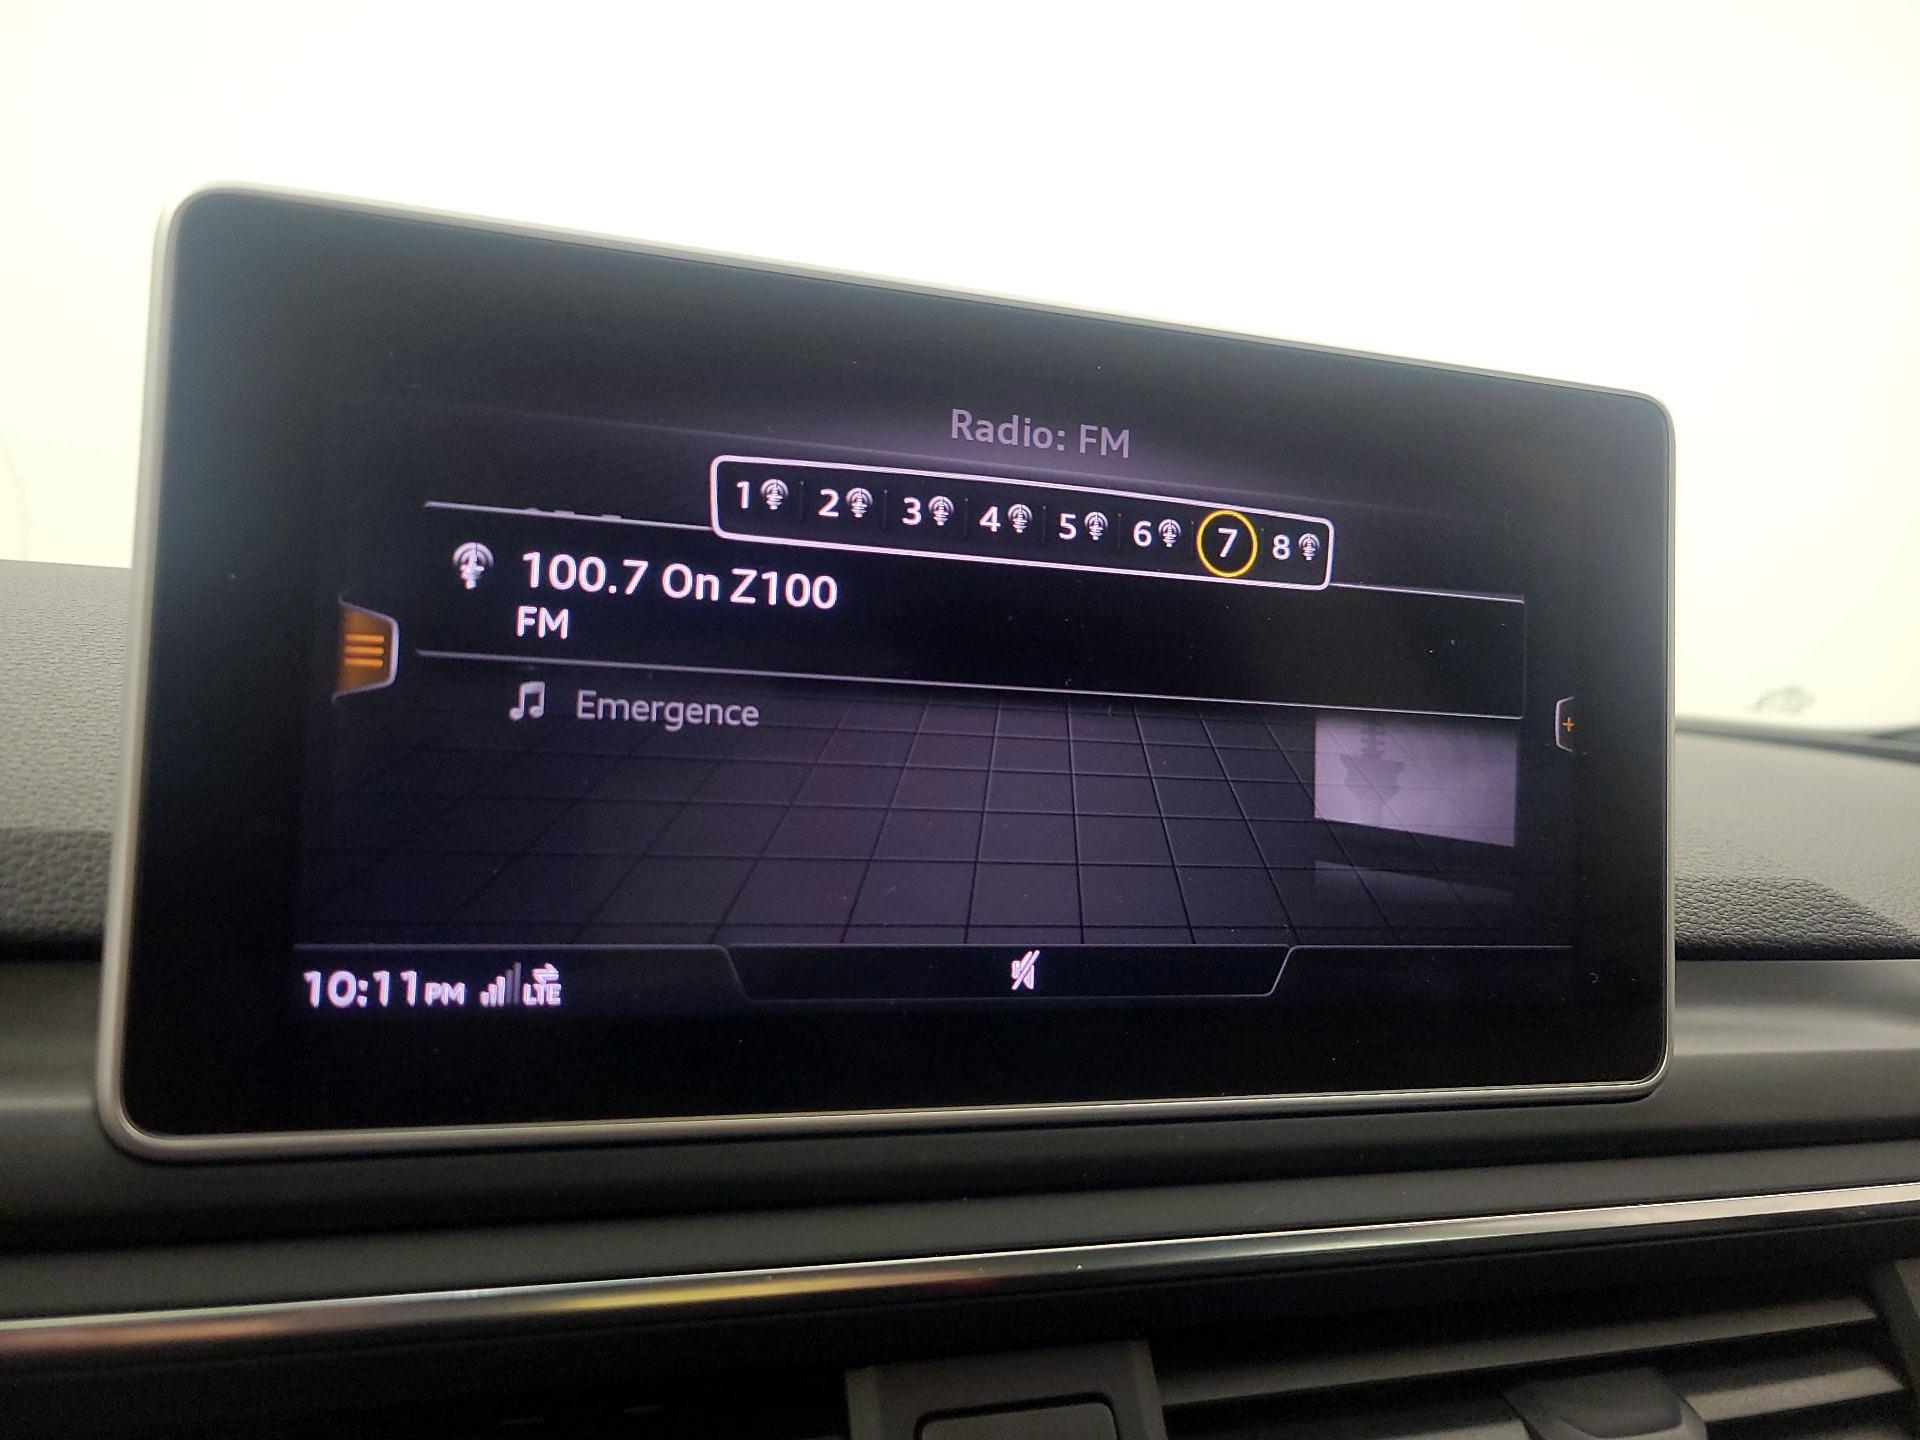 Radio: FM
1 2 3 4 5 6 7 8
100.7 On Z100
FM
Emergence
10:11PM LTE